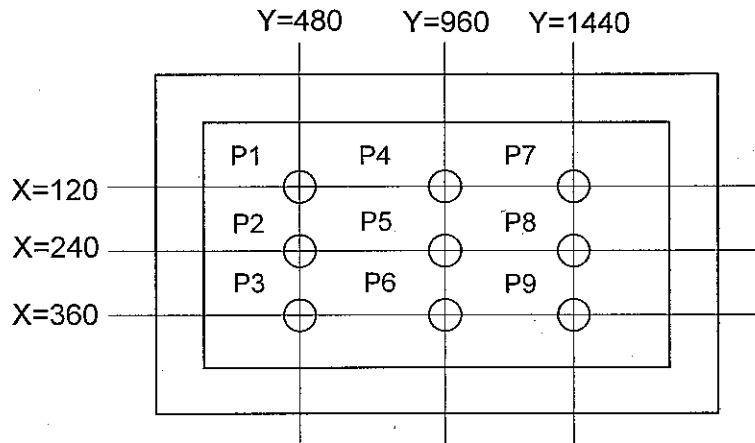 Y=480 Y=960 Y=1440
P1 P4 P7
X=120
P2 P5 P8
X=240
P3 P6 P9
X=360